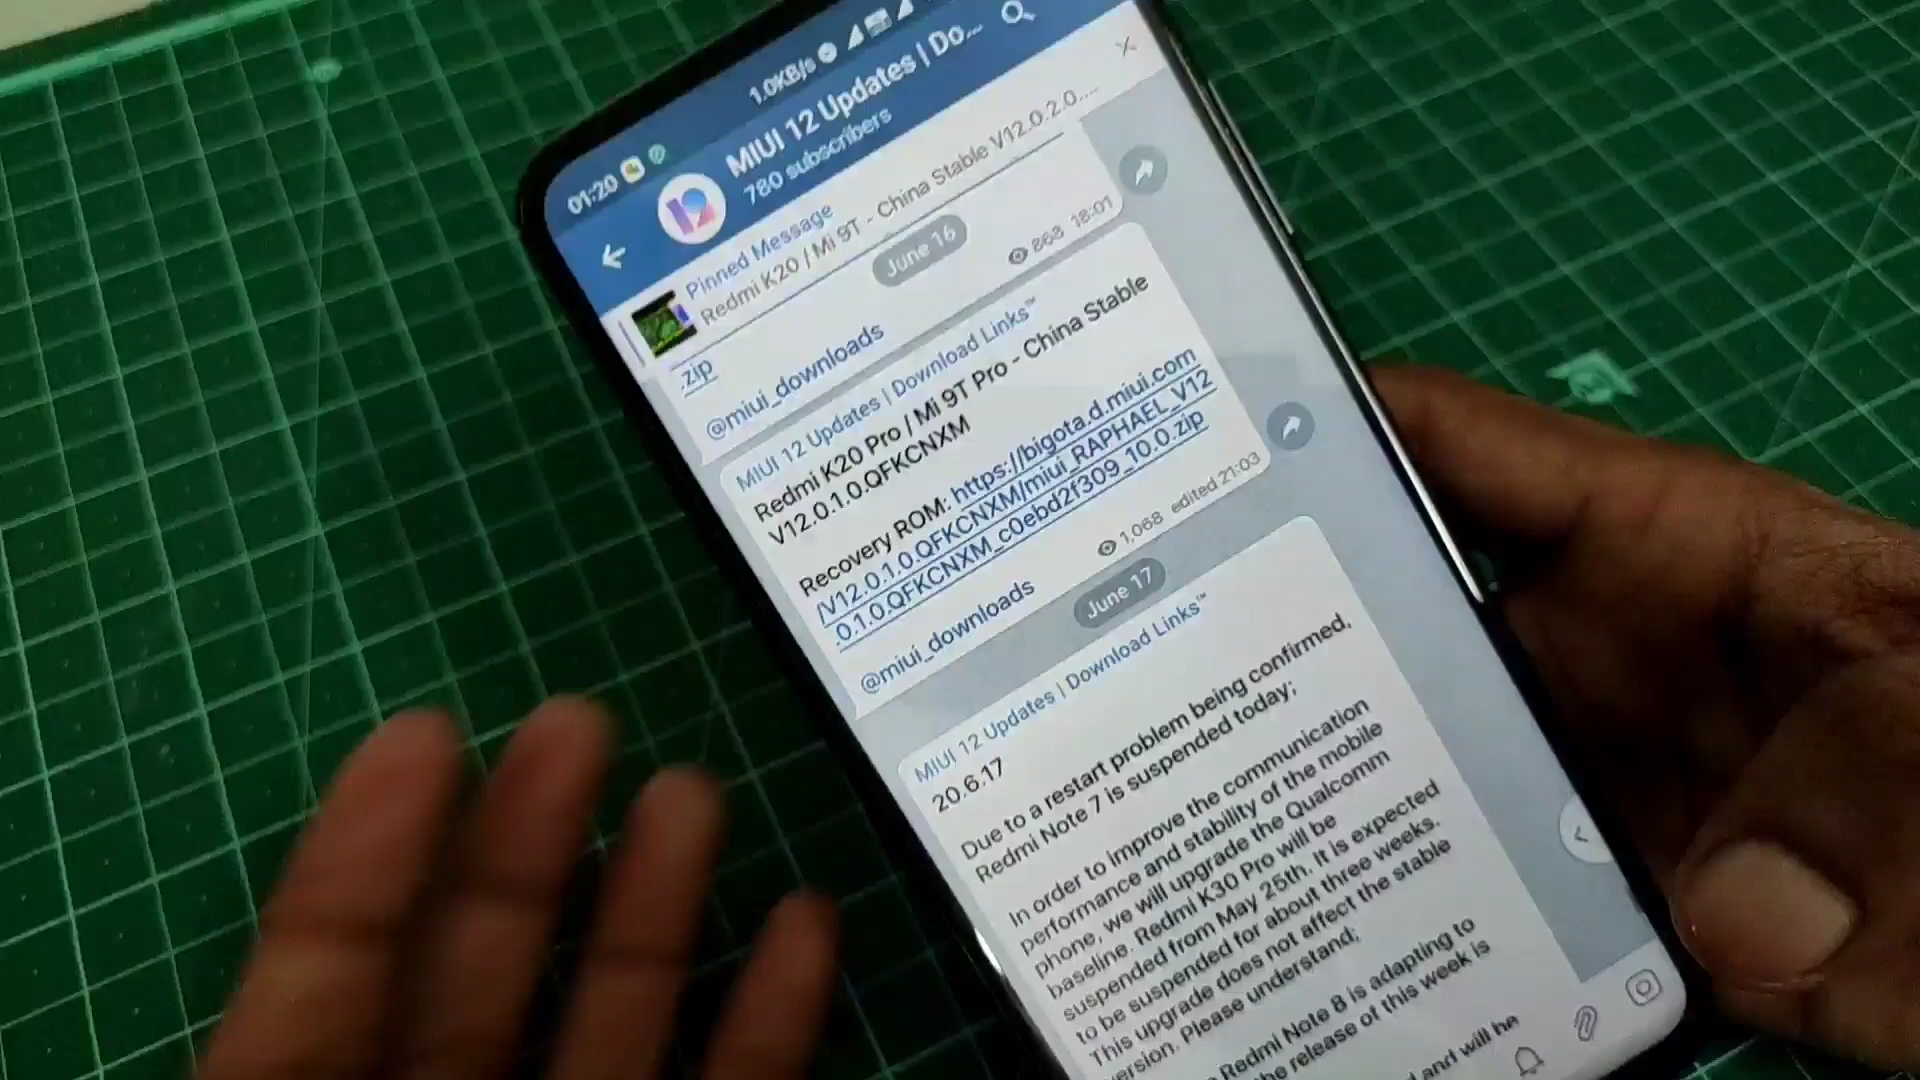 01:20
1.0KB/s
MIUI 12 Updates | Do...
780 subscribers
Pinned Message
Redmi K20 / Mi 9T - China Stable V12.0.2.0....
June 16
.zip
868 18:01
@miui_downloads
MIUI 12 Updates | Download Links™
Redmi K20 Pro / Mi 9T Pro - China Stable
V12.0.1.0.QFKCNXM
Recovery ROM: https://bigota.d.miui.com
/V12.0.1.0.QFKCNXM/miui_RAPHAEL_V12
.0.1.0.QFKCNXM_c0ebd2f309_10.0.zip
1,068 edited 21:03
@miui_downloads
June 17
MIUI 12 Updates | Download Links™
20.6.17
Due to a restart problem being confirmed,
Redmi Note 7 is suspended today;
In order to improve the communication
performance and stability of the mobile
phone, we will upgrade the Qualcomm
baseline. Redmi K30 Pro will be
suspended from May 25th. It is expected
to be suspended for about three weeks.
This upgrade does not affect the stable
version. Please understand;
Redmi Note 8 is adapting to
the release of this week is
and will be